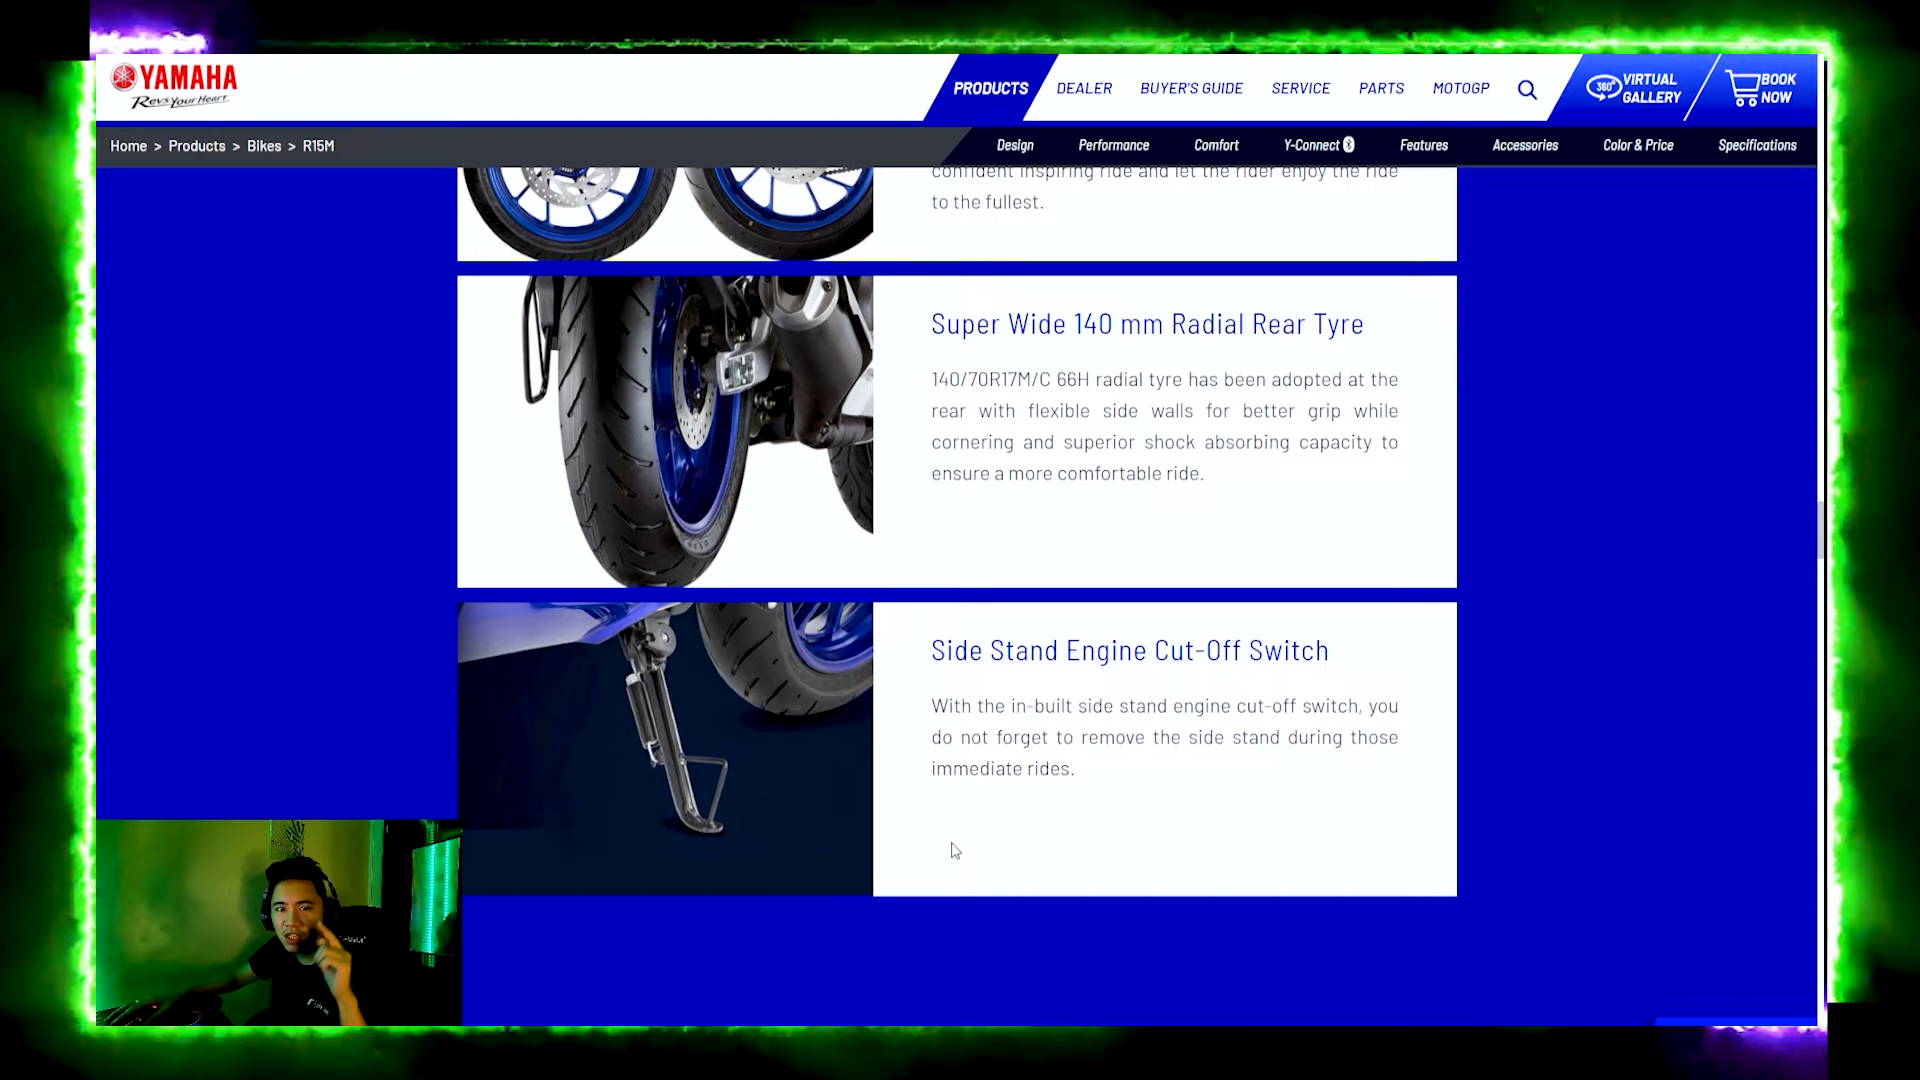 YAMAHA
Revs Your Heart
PRODUCTS
DEALER
BUYER'S GUIDE
SERVICE
PARTS
MOTOGP
360°
VIRTUAL
GALLERY
BOOK
NOW
Home > Products > Bikes > R15M
Design
Performance
Comfort
Y-Connect
Features
Accessories
Color & Price
Specifications
confident inspiring ride and let the rider enjoy the ride
to the fullest.
Super Wide 140 mm Radial Rear Tyre
140/70R17M/C 66H radial tyre has been adopted at the
rear with flexible side walls for better grip while
cornering and superior shock absorbing capacity to
ensure a more comfortable ride.
Side Stand Engine Cut-Off Switch
With the in-built side stand engine cut-off switch, you
do not forget to remove the side stand during those
immediate rides.